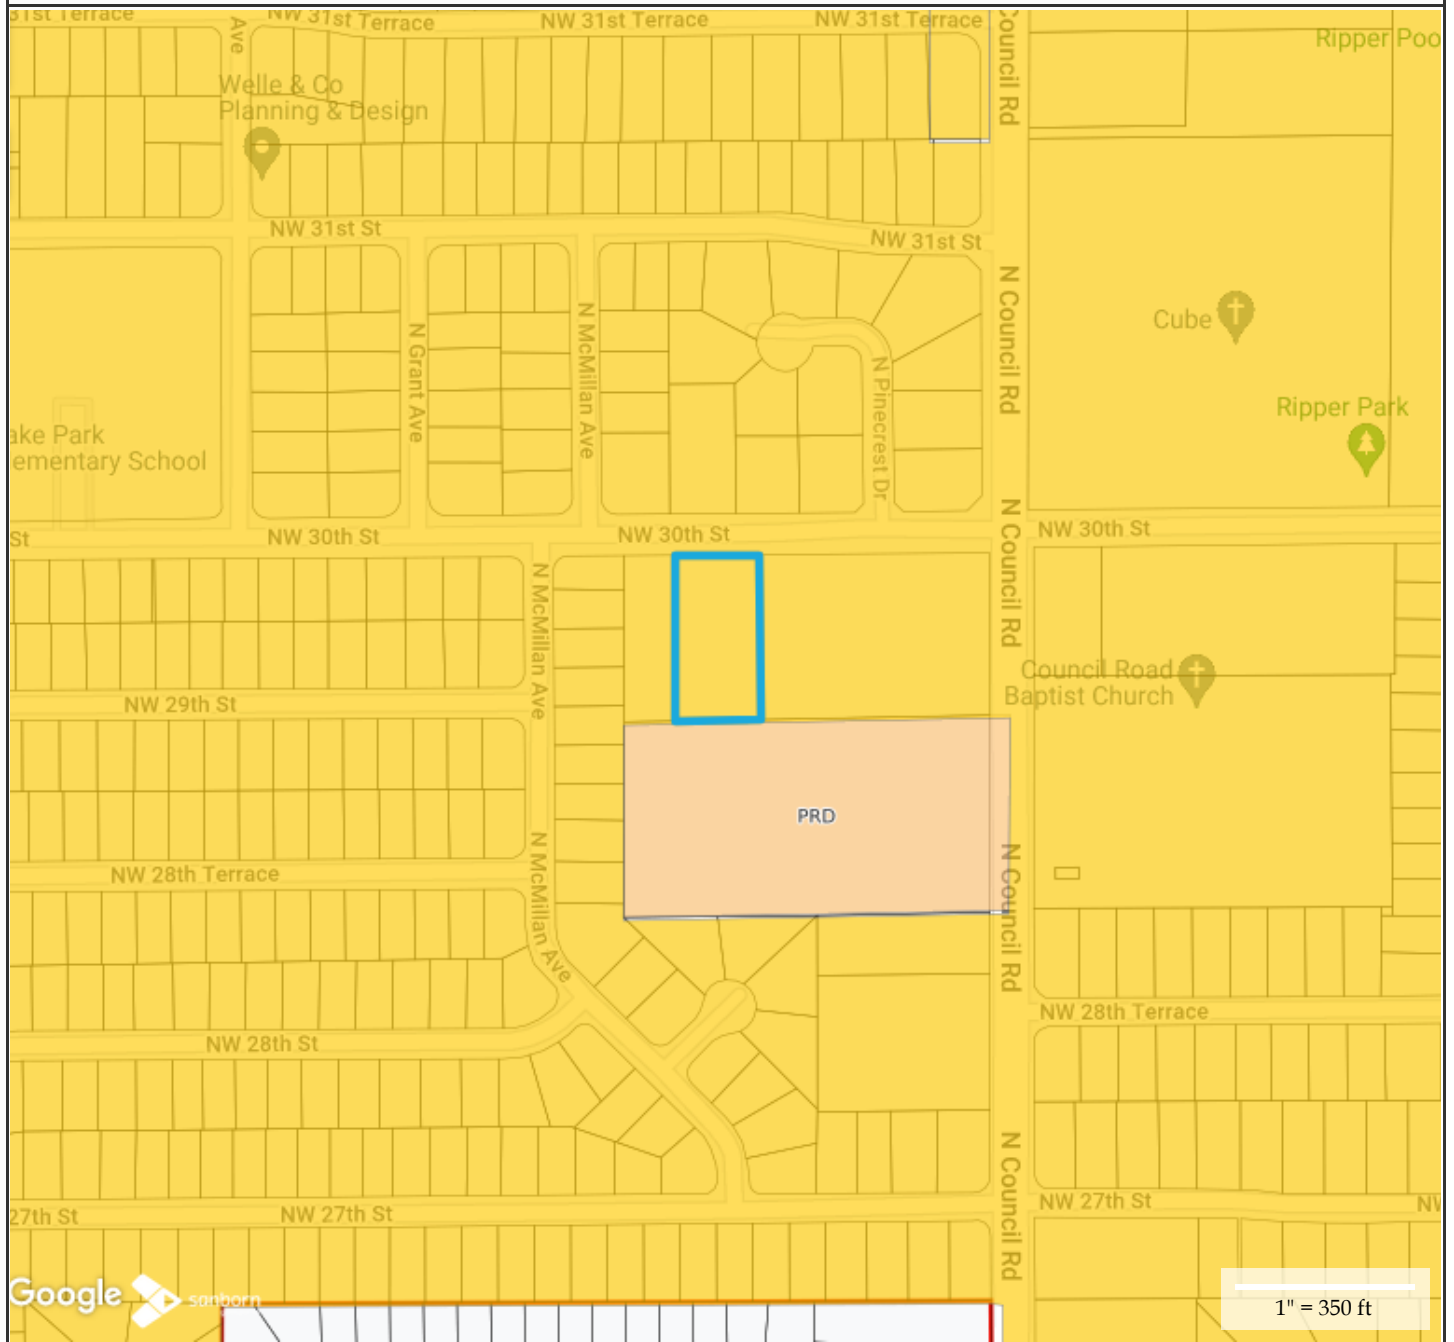 31st Terrace
NW 31st Terrace
NW 31st Terrace
NW 31st Terrace
Ave
Council Rd
Ripper Poo
Welle & Co
Planning & Design
NW 31st St
NW 31st St
N Council Rd
N Grant Ave
N McMillan Ave
N Pinecrest Dr
Cube
Ripper Park
ake Park
ementary School
St
NW 30th St
NW 30th St
NW 30th St
N Council Rd
N McMillan Ave
Council Road
Baptist Church
NW 29th St
PRD
N McMillan Ave
N Council Rd
NW 28th Terrace
NW 28th Terrace
NW 28th St
N Council Rd
27th St
NW 27th St
NW 27th St
NW
Google
sanborn
1" = 350 ft